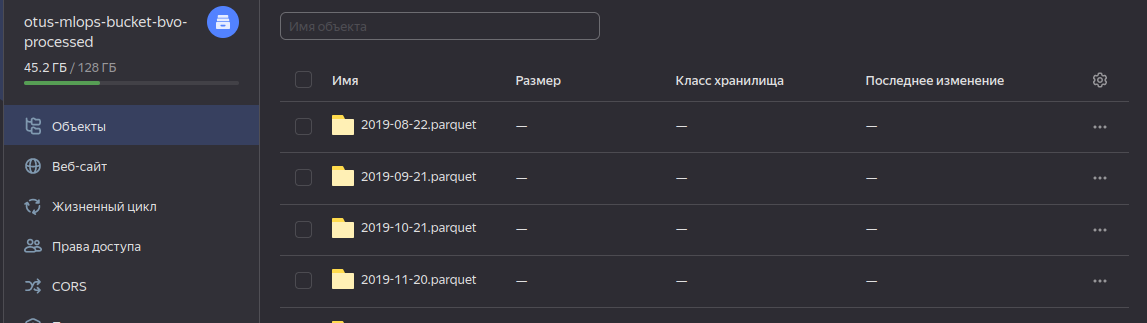 otus-mlops-bucket-bvo-
processed
45.2 ГБ / 128 ГБ
Объекты
Веб-сайт
Жизненный цикл
Права доступа
CORS
Имя объекта
Имя Размер Класс хранилища Последнее изменение
2019-08-22.parquet — — —
2019-09-21.parquet — — —
2019-10-21.parquet — — —
2019-11-20.parquet — — —